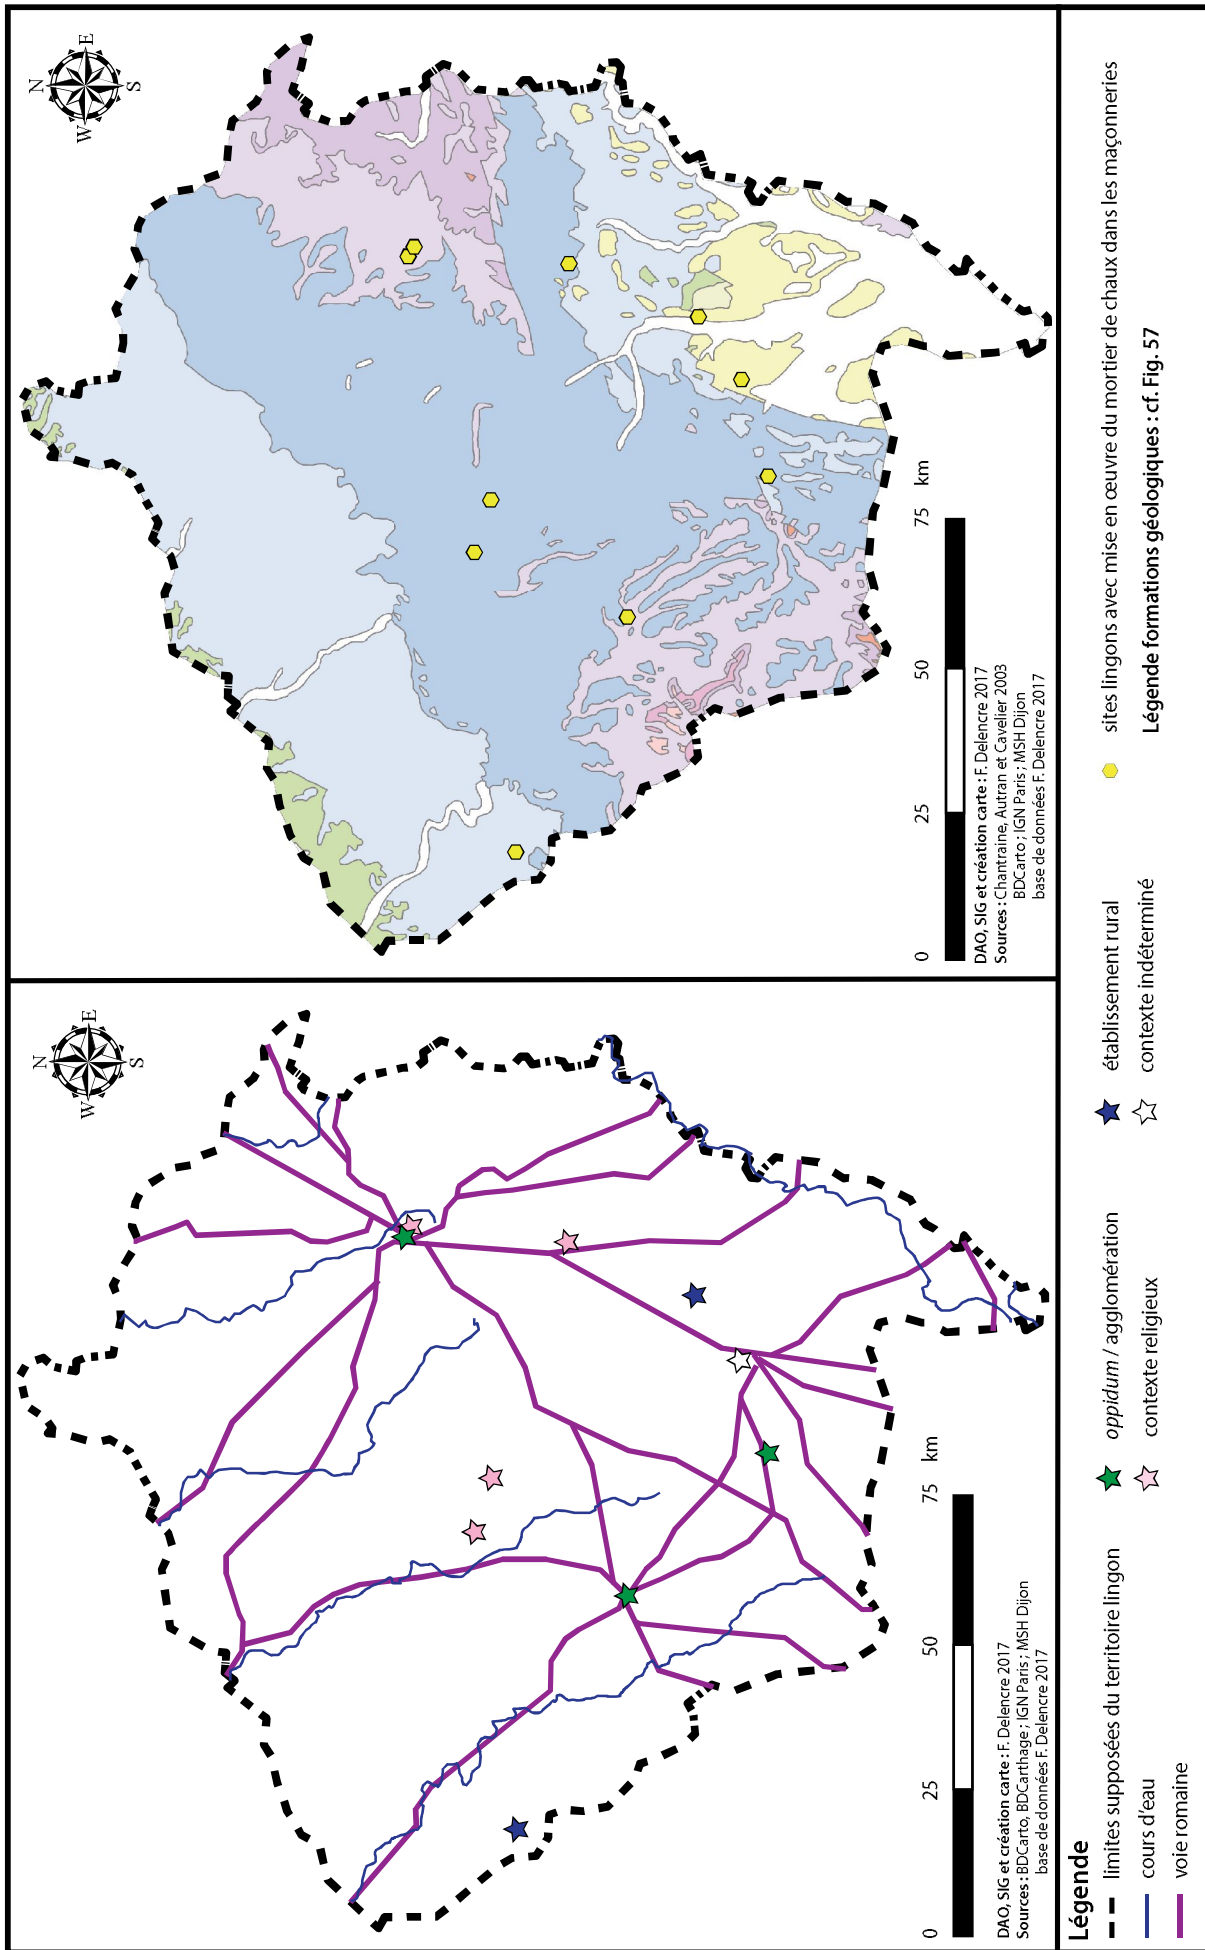 N
E
S
W
0
25
50
75
km
DAO, SIG et création carte : F. Delencre 2017
Sources : BDCarto, BDCarthage ; IGN Paris ; MSH Dijon
base de données F. Delencre 2017
N
E
S
W
0
25
50
75
km
DAO, SIG et création carte : F. Delencre 2017
Sources : Chantraine, Autran et Cavelier 2003
BDCarto ; IGN Paris ; MSH Dijon
base de données F. Delencre 2017
Légende
limites supposées du territoire lingon
cours d'eau
voie romaine
oppidum / agglomération
contexte religieux
établissement rural
contexte indéterminé
sites lingons avec mise en œuvre du mortier de chaux dans les maçonneries
Légende formations géologiques : cf. Fig. 57